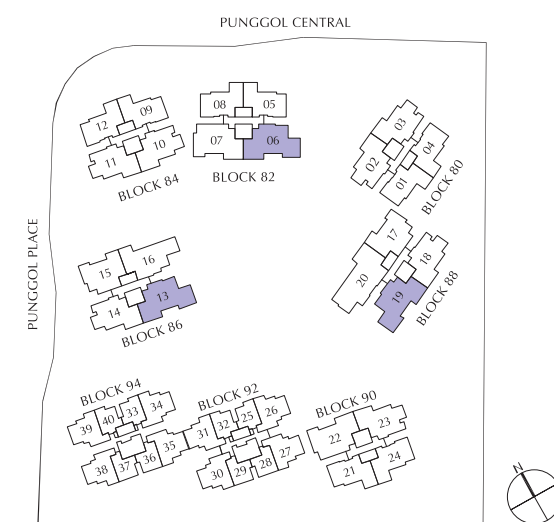 PUNGGOL CENTRAL
PUNGGOL PLACE
12 09
11 10
BLOCK 84
08 05
07 06
BLOCK 82
03
02 04
01
BLOCK 80
15 16
14 13
BLOCK 86
17
20 18
19
BLOCK 88
BLOCK 94
39 40 33 34
38 37 36 35
BLOCK 92
31 32 25 26
30 29 28 27
BLOCK 90
22 23
21 24
N